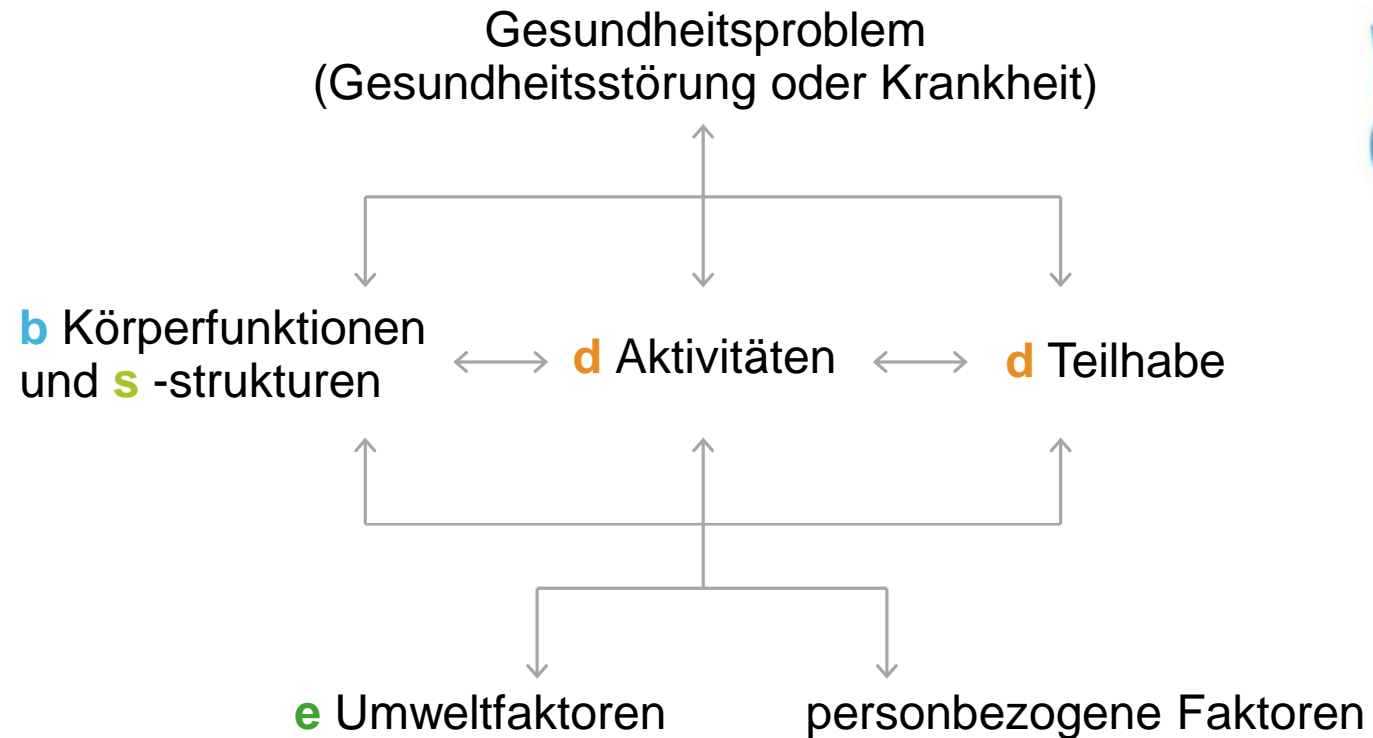 Gesundheitsproblem
(Gesundheitsstörung oder Krankheit)
b Körperfunktionen
und s -strukturen
d Aktivitäten
d Teilhabe
e Umweltfaktoren
personbezogene Faktoren